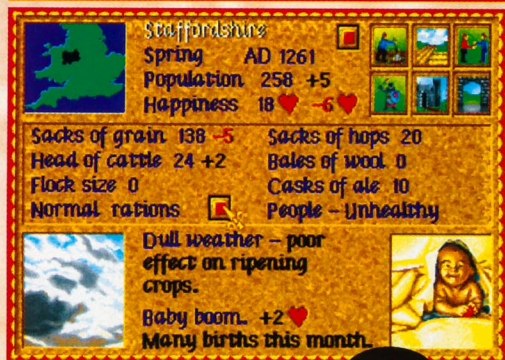 Staffordshire
Spring AD 1261
Population 258 +5
Happiness 18 -6
Sacks of grain 138 -5 Sacks of hops 20
Head of cattle 24 +2 Bales of wool 0
Flock size 0 Casks of ale 10
Normal rations People - Unhealthy
Dull weather - poor
effect on ripening
crops.
Baby boom. +2
Many births this month.